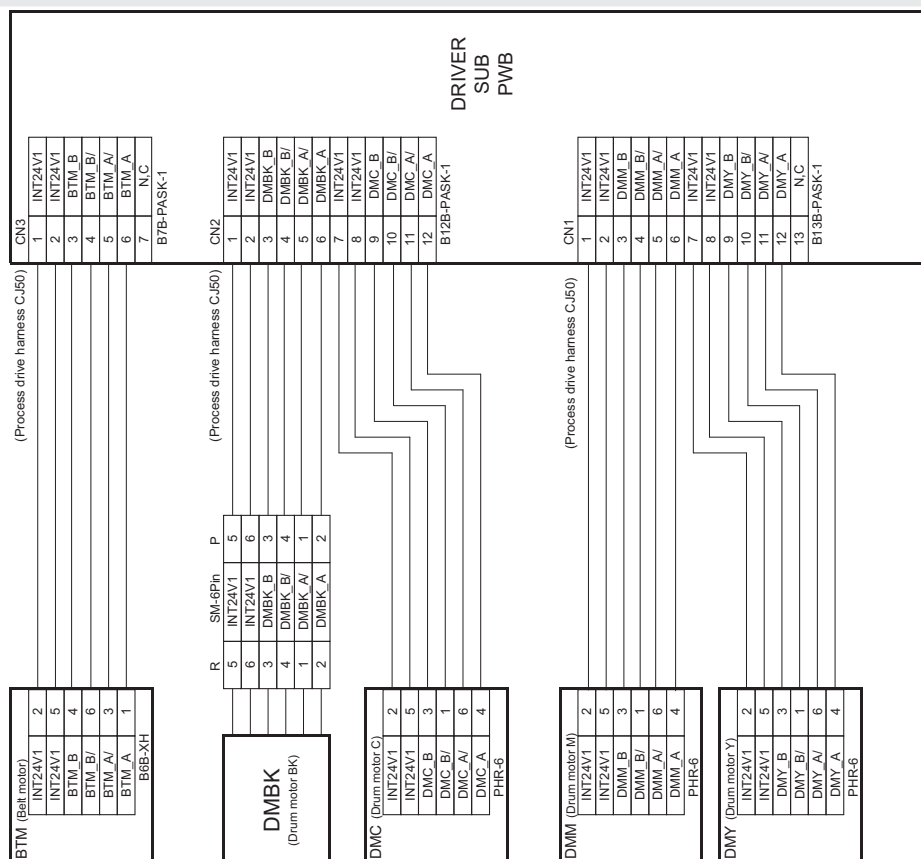 DRIVER
SUB
PWB
CN3
1 INT24V1
2 INT24V1
3 BTM_B
4 BTM_B/
5 BTM_A/
6 BTM_A
7 N,C
B7B-PASK-1
CN2
1 INT24V1
2 INT24V1
3 DMBK_B
4 DMBK_B/
5 DMBK_A/
6 DMBK_A
7 INT24V1
8 INT24V1
9 DMC_B
10 DMC_B/
11 DMC_A/
12 DMC_A
B12B-PASK-1
CN1
1 INT24V1
2 INT24V1
3 DMM_B
4 DMM_B/
5 DMM_A/
6 DMM_A
7 INT24V1
8 INT24V1
9 DMY_B
10 DMY_B/
11 DMY_A/
12 DMY_A
13 N,C
B13B-PASK-1
(Process drive harness CJ50)
(Process drive harness CJ50)
(Process drive harness CJ50)
R SM-6Pin P
5 INT24V1 5
6 INT24V1 6
3 DMBK_B 3
4 DMBK_B/ 4
1 DMBK_A/ 1
2 DMBK_A 2
BTM (Belt motor)
INT24V1 2
INT24V1 5
BTM_B 4
BTM_B/ 6
BTM_A/ 3
BTM_A 1
B6B-XH
DMBK
(Drum motor BK)
DMC (Drum motor C)
INT24V1 2
INT24V1 5
DMC_B 3
DMC_B/ 1
DMC_A/ 6
DMC_A 4
PHR-6
DMM (Drum motor M)
INT24V1 2
INT24V1 5
DMM_B 3
DMM_B/ 1
DMM_A/ 6
DMM_A 4
PHR-6
DMY (Drum motor Y)
INT24V1 2
INT24V1 5
DMY_B 3
DMY_B/ 1
DMY_A/ 6
DMY_A 4
PHR-6